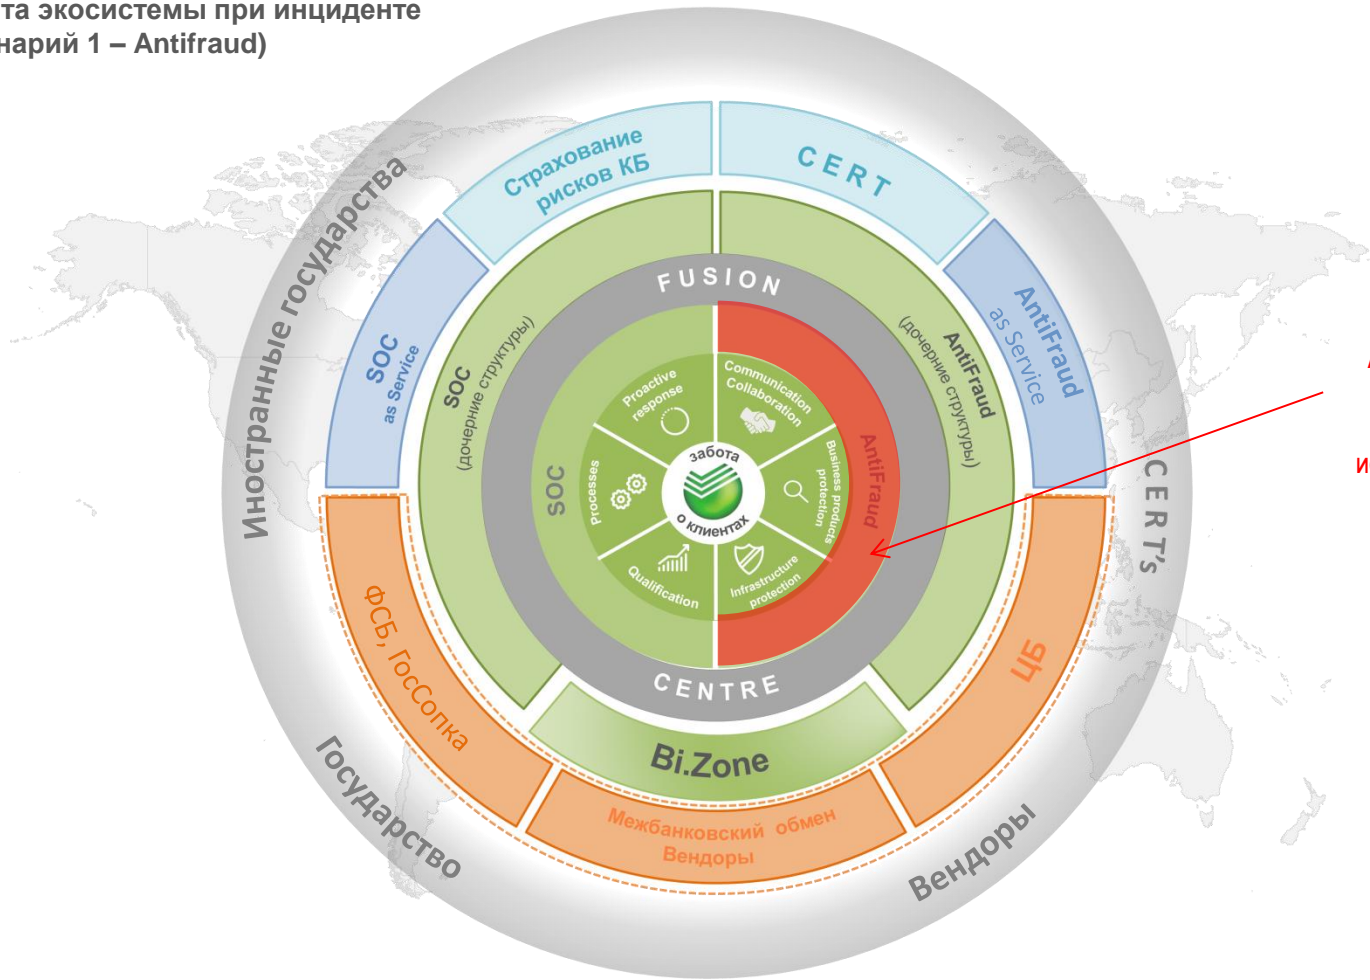 та экосистемы при инциденте
нарий 1 – Antifraud)
Страхование
рисков КБ
CERT
Иностранные государства
SOC
as Service
AntiFraud
as Service
FUSION
SOC
(дочерние структуры)
AntiFraud
(дочерние структуры)
Proactive
response
Communication
Collaboration
SOC
Processes
забота
о клиентах
Business products
protection
AntiFraud
Qualification
Infrastructure
protection
CERT's
CENTRE
Bi.Zone
ФСБ, ГосСопка
ЦБ
Межбанковский обмен
Вендоры
Государство
Вендоры